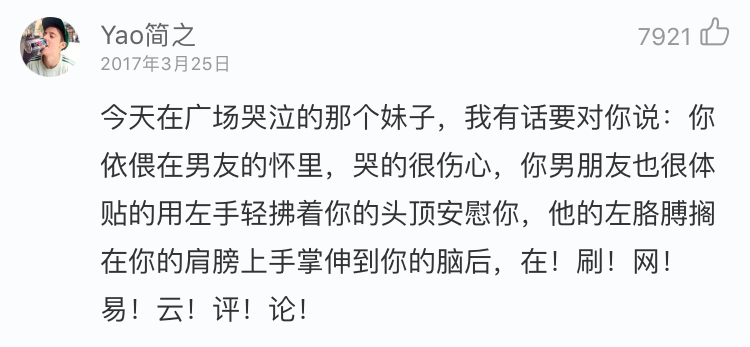 Yao简之
7921
2017年3月25日
今天在广场哭泣的那个妹子，我有话要对你说：你
依偎在男友的怀里，哭的很伤心，你男朋友也很体
贴的用左手轻拂着你的头顶安慰你，他的左胳膊搁
在你的肩膀上手掌伸到你的脑后，在！刷！网！
易！云！评！论！